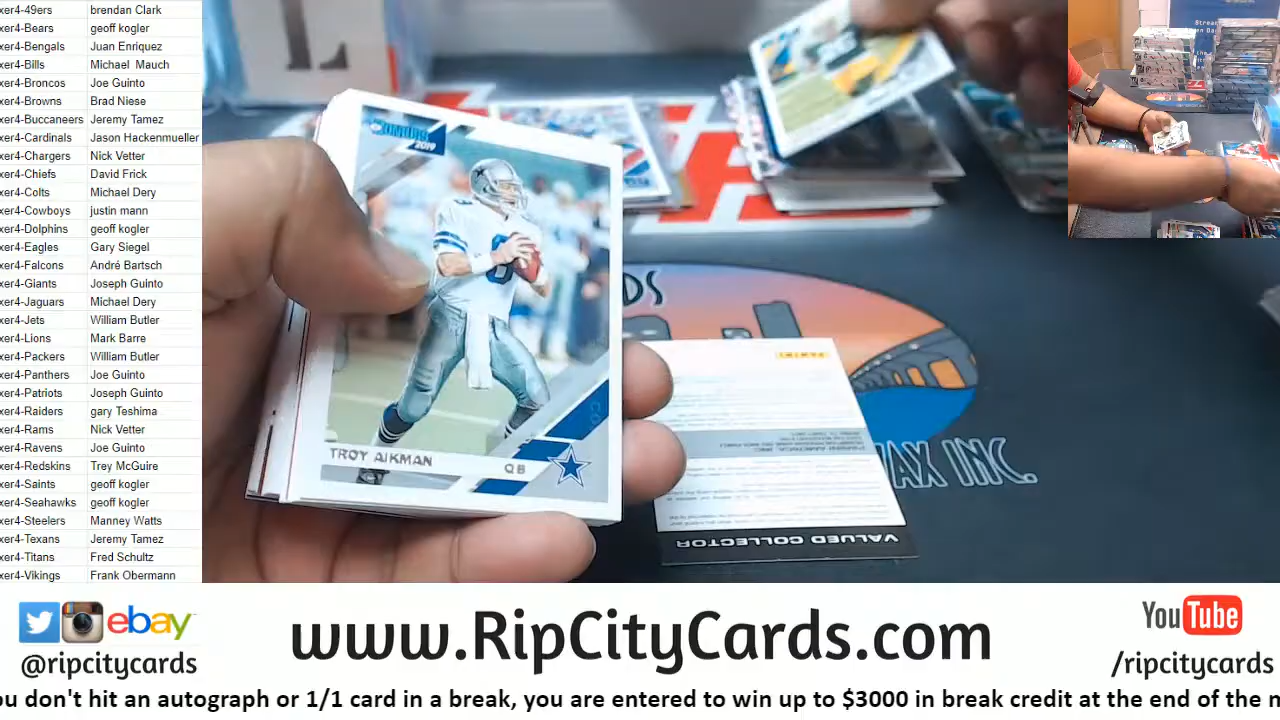 xer4-49ers brendan Clark
xer4-Bears geoff kogler
xer4-Bengals Juan Enriquez
xer4-Bills Michael Mauch
xer4-Broncos Joe Guinto
xer4-Browns Brad Niese
xer4-Buccaneers Jeremy Tamez
xer4-Cardinals Jason Hackenmueller
xer4-Chargers Nick Vetter
xer4-Chiefs David Frick
xer4-Colts Michael Dery
xer4-Cowboys justin mann
xer4-Dolphins geoff kogler
xer4-Eagles Gary Siegel
xer4-Falcons André Bartsch
xer4-Giants Joseph Guinto
xer4-Jaguars Michael Dery
xer4-Jets William Butler
xer4-Lions Mark Barre
xer4-Packers William Butler
xer4-Panthers Joe Guinto
xer4-Patriots Joseph Guinto
xer4-Raiders gary Teshima
xer4-Rams Nick Vetter
xer4-Ravens Joe Guinto
xer4-Redskins Trey McGuire
xer4-Saints geoff kogler
xer4-Seahawks geoff kogler
xer4-Steelers Manney Watts
xer4-Texans Jeremy Tamez
xer4-Titans Fred Schultz
xer4-Vikings Frank Obermann
DONRUSS
2019
TROY AIKMAN
QB
PANINI
VALUED COLLECTOR
DS
AX INC.
ebay
@ripcitycards
www.RipCityCards.com
YouTube
/ripcitycards
ou don't hit an autograph or 1/1 card in a break, you are entered to win up to $3000 in break credit at the end of the